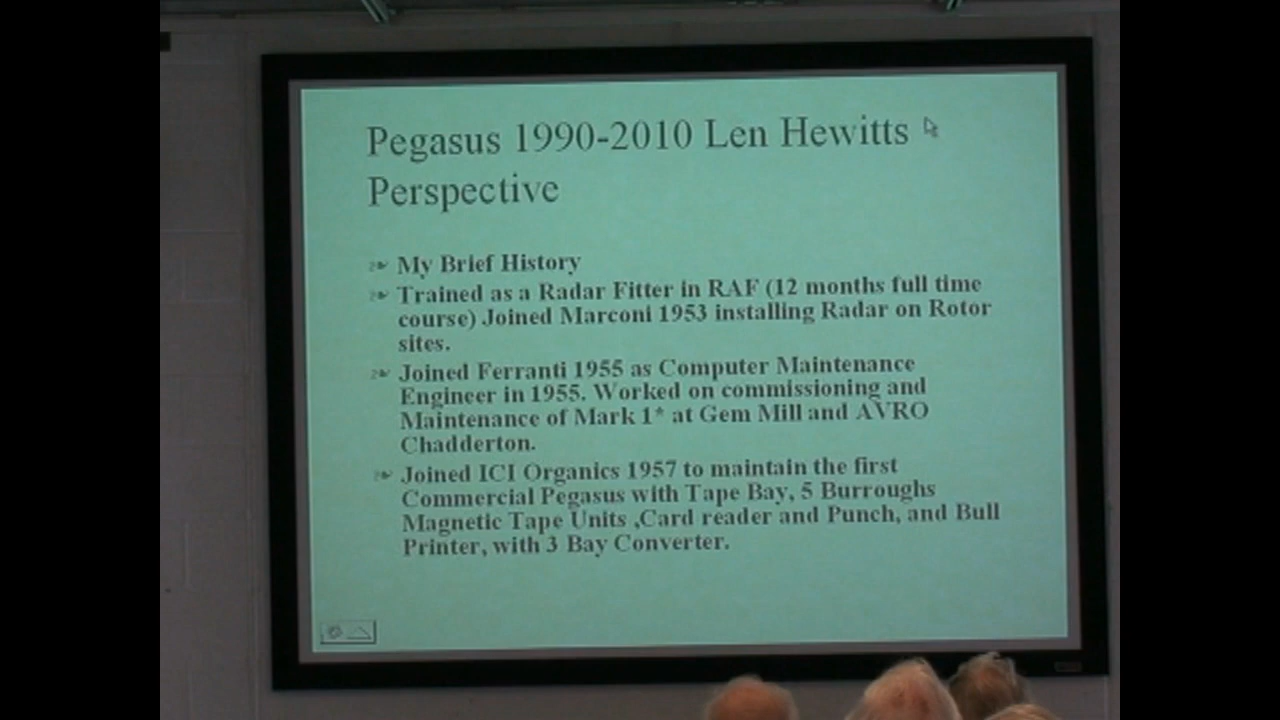 Pegasus 1990-2010 Len Hewitts
Perspective
My Brief History
Trained as a Radar Fitter in RAF (12 months full time
course) Joined Marconi 1953 installing Radar on Rotor
sites.
Joined Ferranti 1955 as Computer Maintenance
Engineer in 1955. Worked on commissioning and
Maintenance of Mark 1* at Gem Mill and AVRO
Chadderton.
Joined ICI Organics 1957 to maintain the first
Commercial Pegasus with Tape Bay, 5 Burroughs
Magnetic Tape Units ,Card reader and Punch, and Bull
Printer, with 3 Bay Converter.